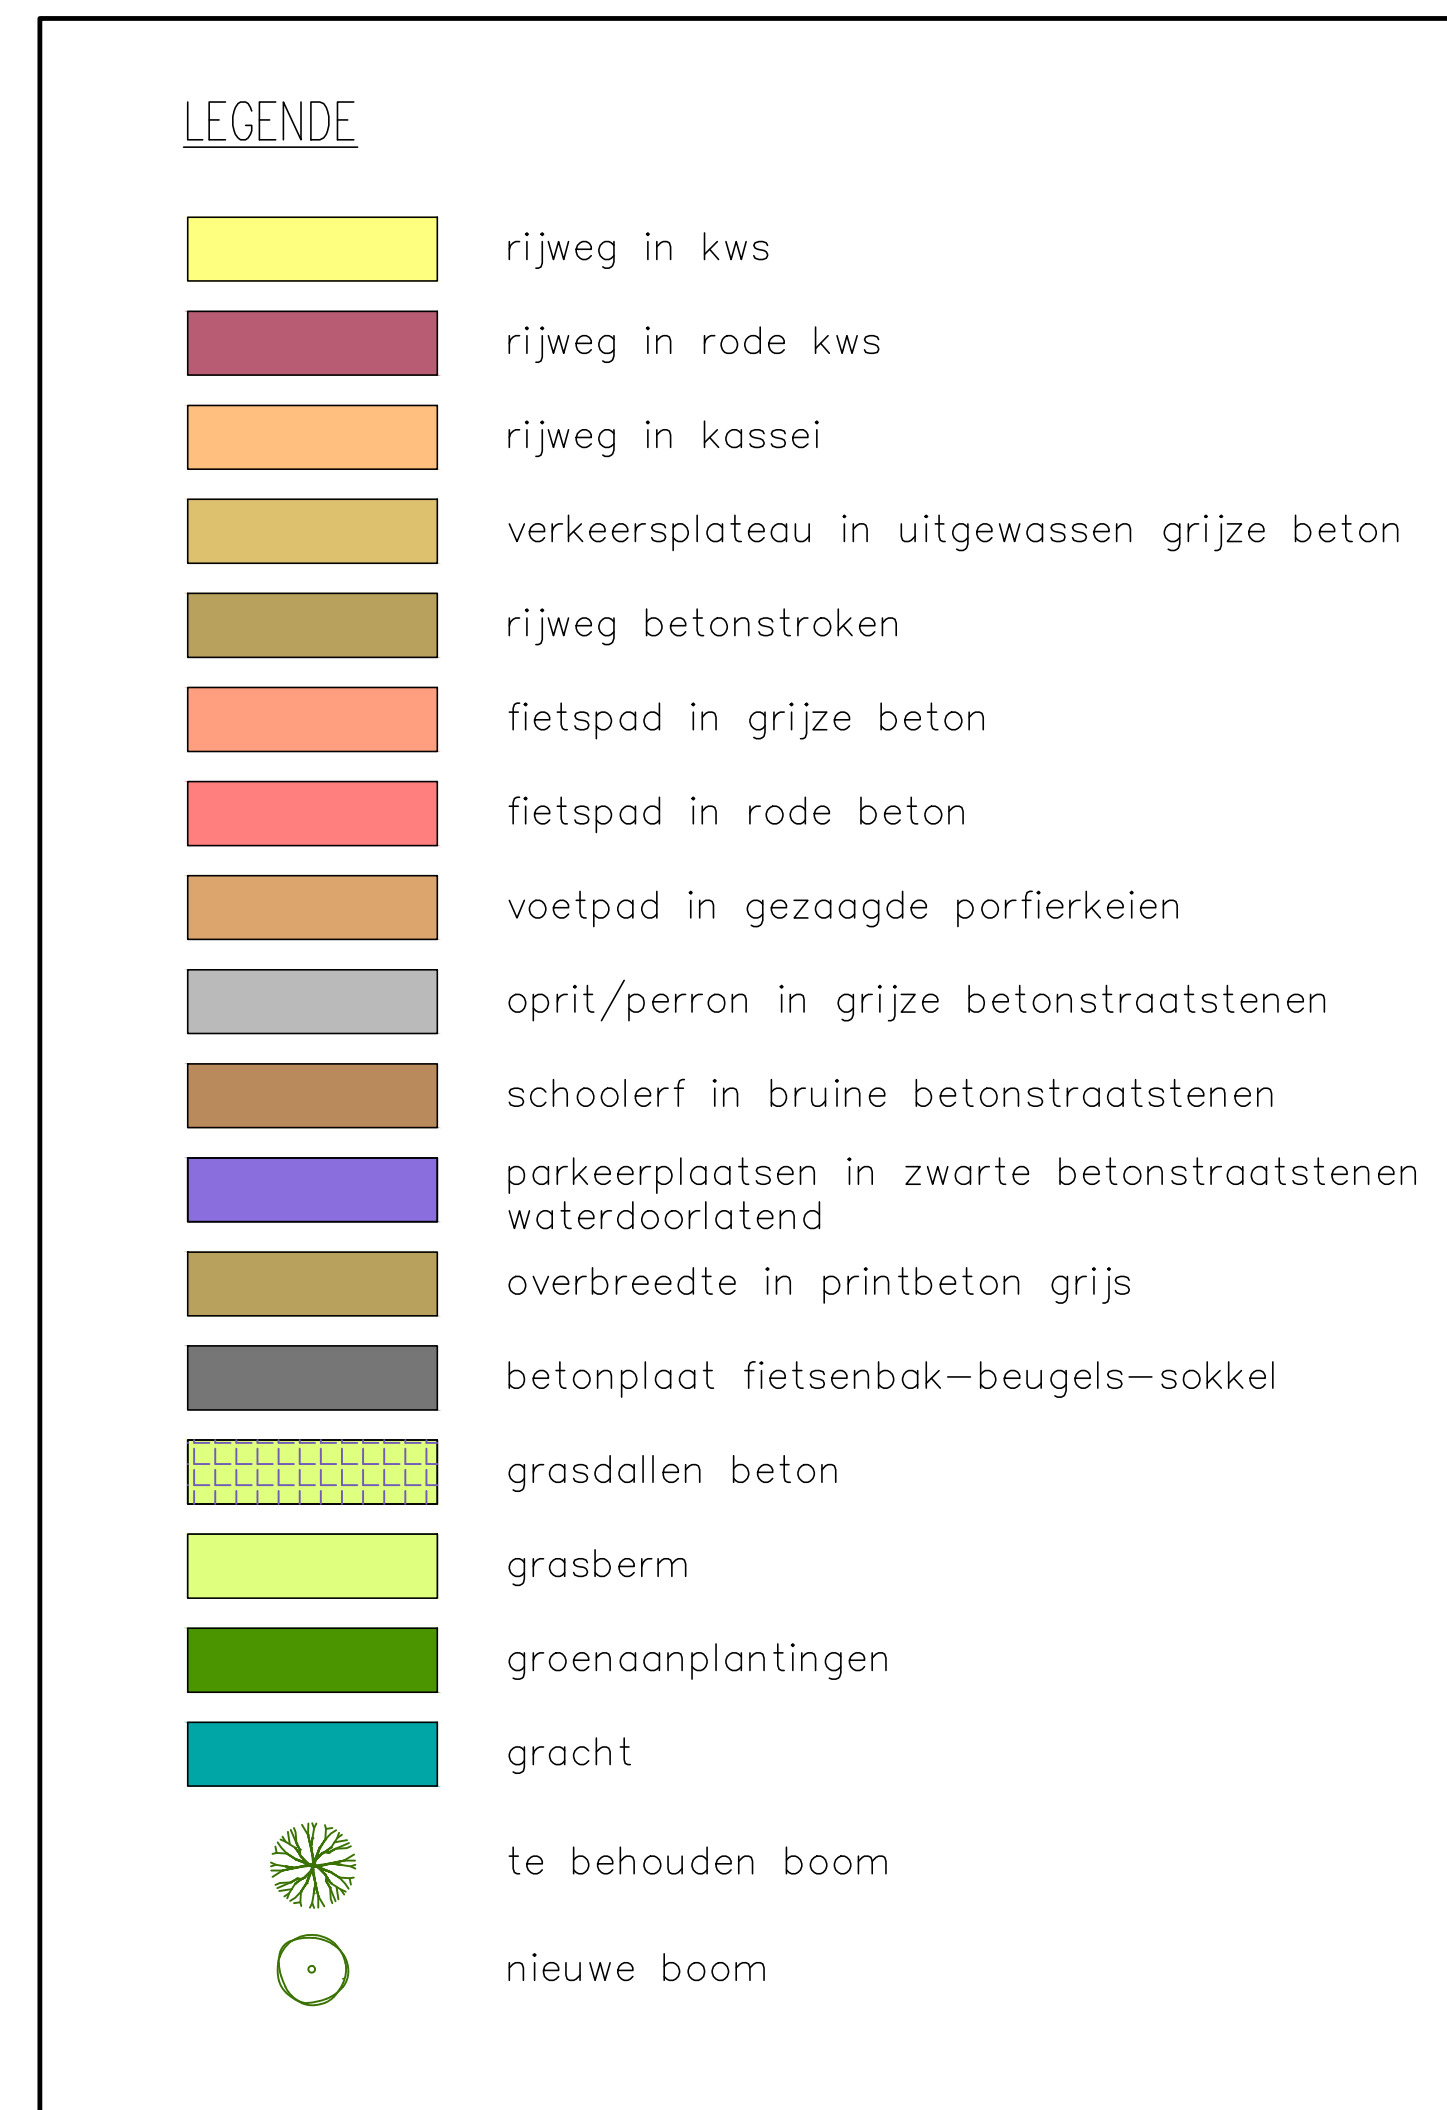 LEGENDE
rijweg in kws
rijweg in rode kws
rijweg in kassei
verkeersplateau in uitgewassen grijze beton
rijweg betonstroken
fietspad in grijze beton
fietspad in rode beton
voetpad in gezaagde porfierkeien
oprit/perron in grijze betonstraatstenen
schoolerf in bruine betonstraatstenen
parkeerplaatsen in zwarte betonstraatstenen
waterdoorlatend
overbreedte in printbeton grijs
betonplaat fietsenbak-beugels-sokkel
grasdallen beton
grasberm
groenaanplantingen
gracht
te behouden boom
nieuwe boom